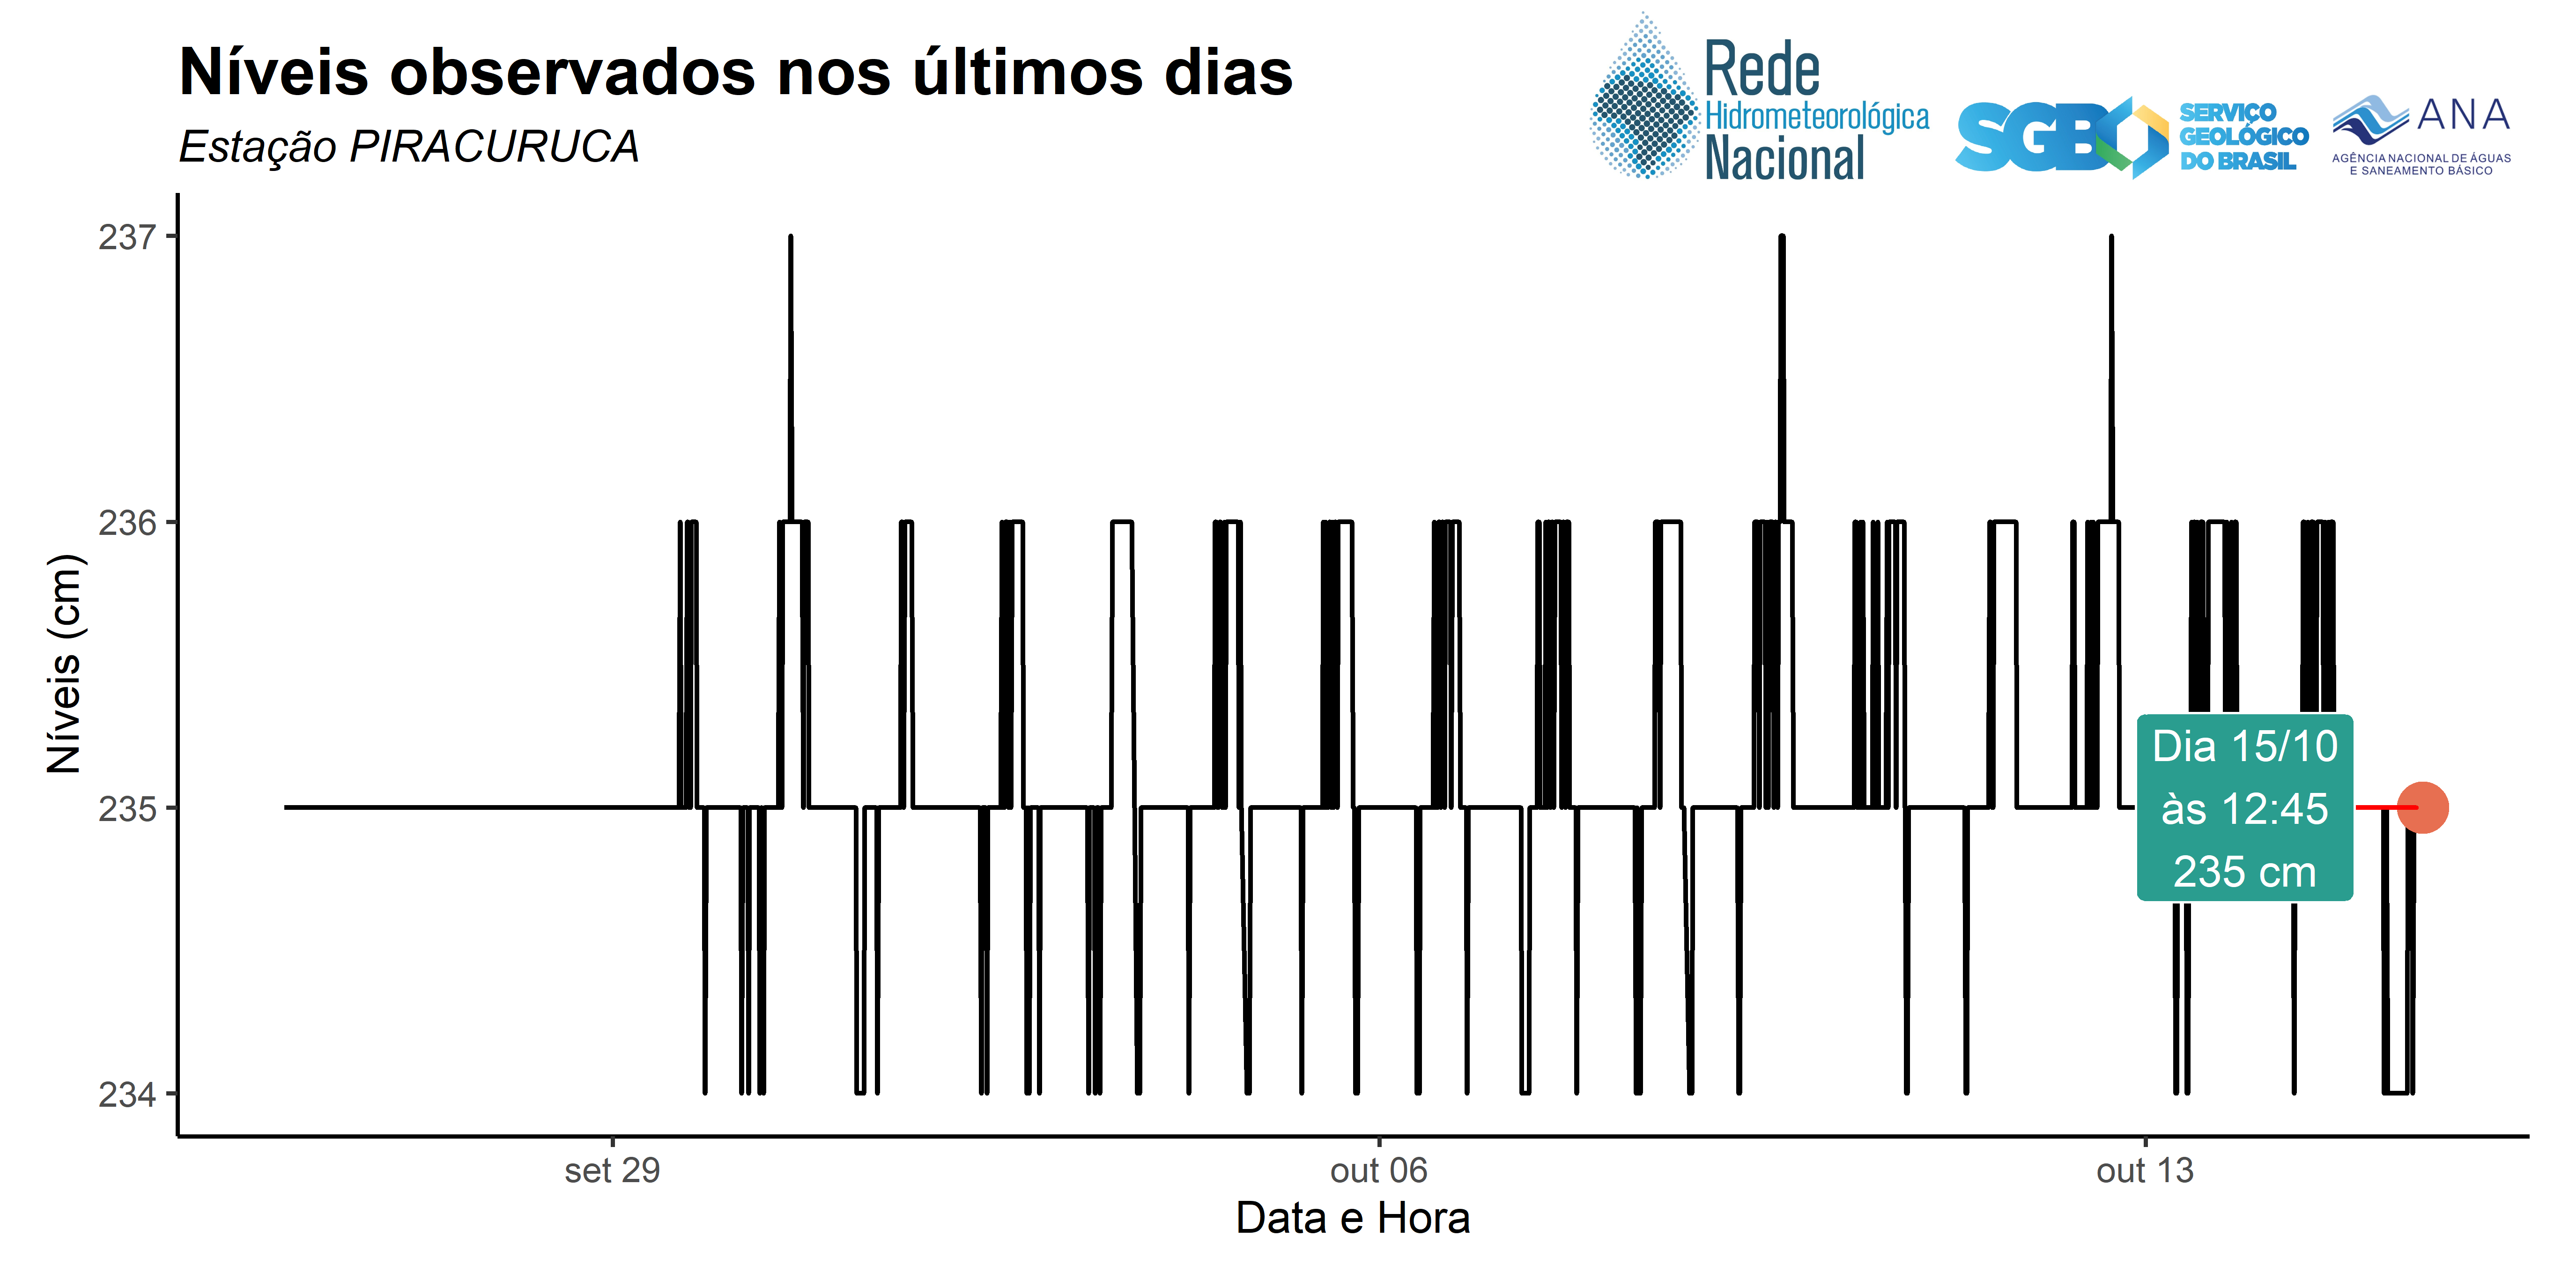 Níveis observados nos últimos dias
Estação PIRACURUCA
Rede
Hidrometeorológica
Nacional
SGB
SERVIÇO
GEOLÓGICO
DO BRASIL
ANA
AGÊNCIA NACIONAL DE ÁGUAS
E SANEAMENTO BÁSICO
Níveis (cm)
237
236
235
234
Dia 15/10
às 12:45
235 cm
set 29
out 06
out 13
Data e Hora